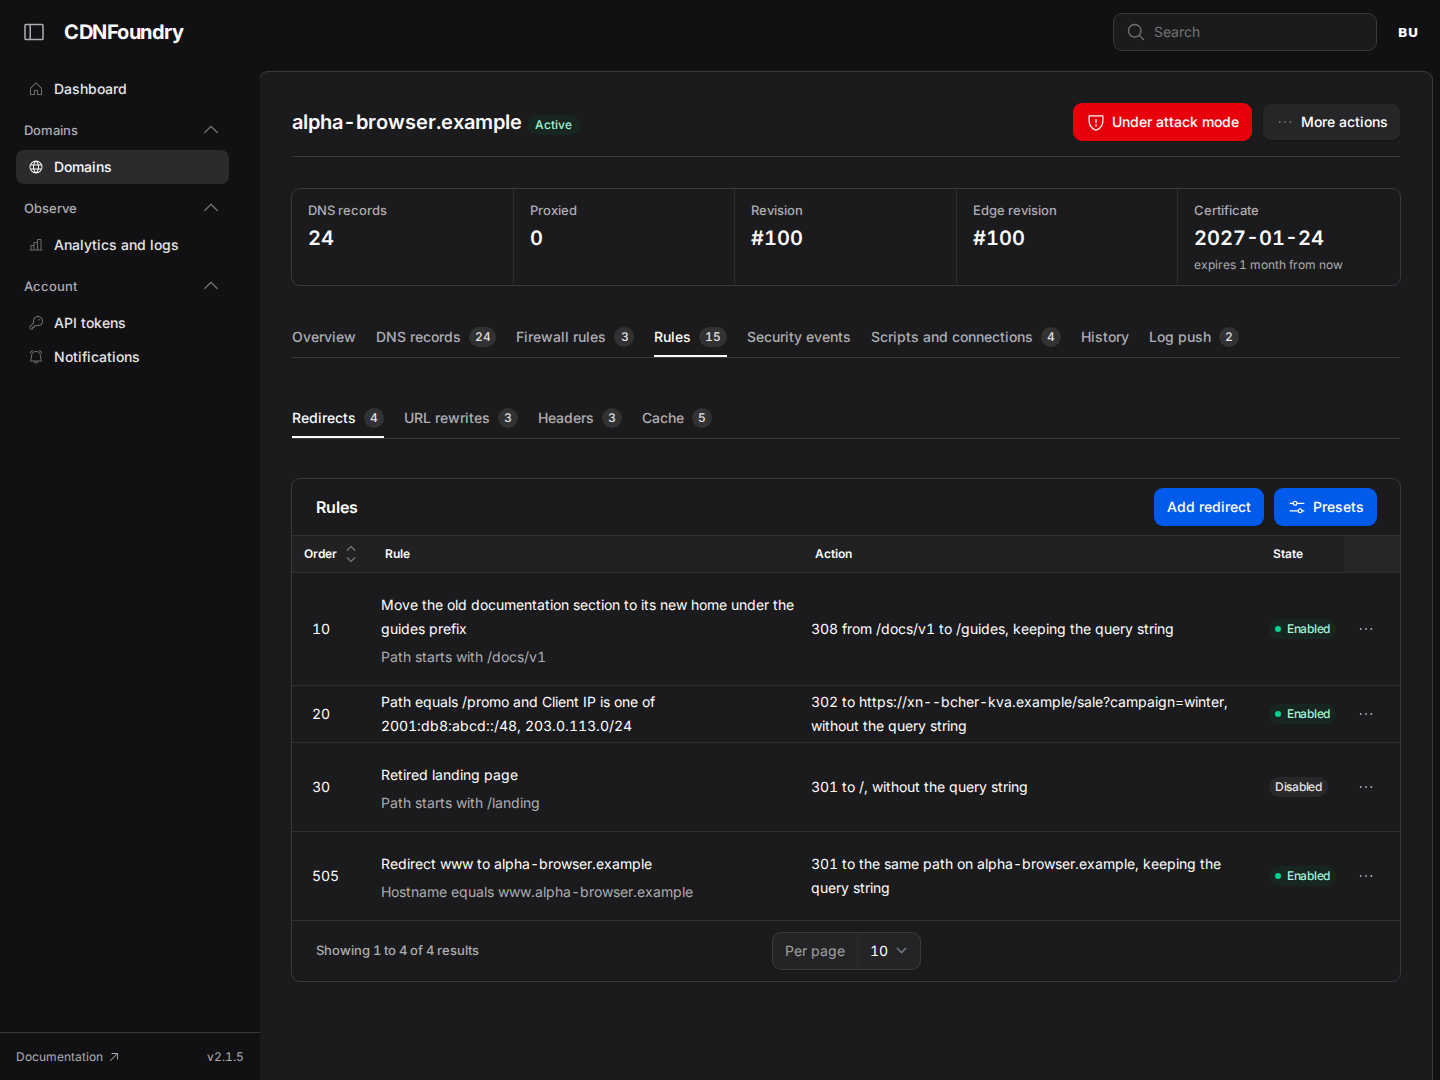 CDNFoundry
Search
BU
Dashboard
Domains
Domains
Observe
Analytics and logs
Account
API tokens
Notifications
Documentation
v2.1.5
alpha-browser.example Active
Under attack mode
More actions
DNS records
24
Proxied
0
Revision
#100
Edge revision
#100
Certificate
2027-01-24
expires 1 month from now
Overview DNS records 24 Firewall rules 3 Rules 15 Security events Scripts and connections 4 History Log push 2
Redirects 4 URL rewrites 3 Headers 3 Cache 5
Rules
Add redirect
Presets
Order Rule Action State
10
Move the old documentation section to its new home under the
guides prefix
Path starts with /docs/v1
308 from /docs/v1 to /guides, keeping the query string
Enabled
20
Path equals /promo and Client IP is one of
2001:db8:abcd::/48, 203.0.113.0/24
302 to https://xn--bcher-kva.example/sale?campaign=winter,
without the query string
Enabled
30
Retired landing page
Path starts with /landing
301 to /, without the query string
Disabled
505
Redirect www to alpha-browser.example
Hostname equals www.alpha-browser.example
301 to the same path on alpha-browser.example, keeping the
query string
Enabled
Showing 1 to 4 of 4 results
Per page 10